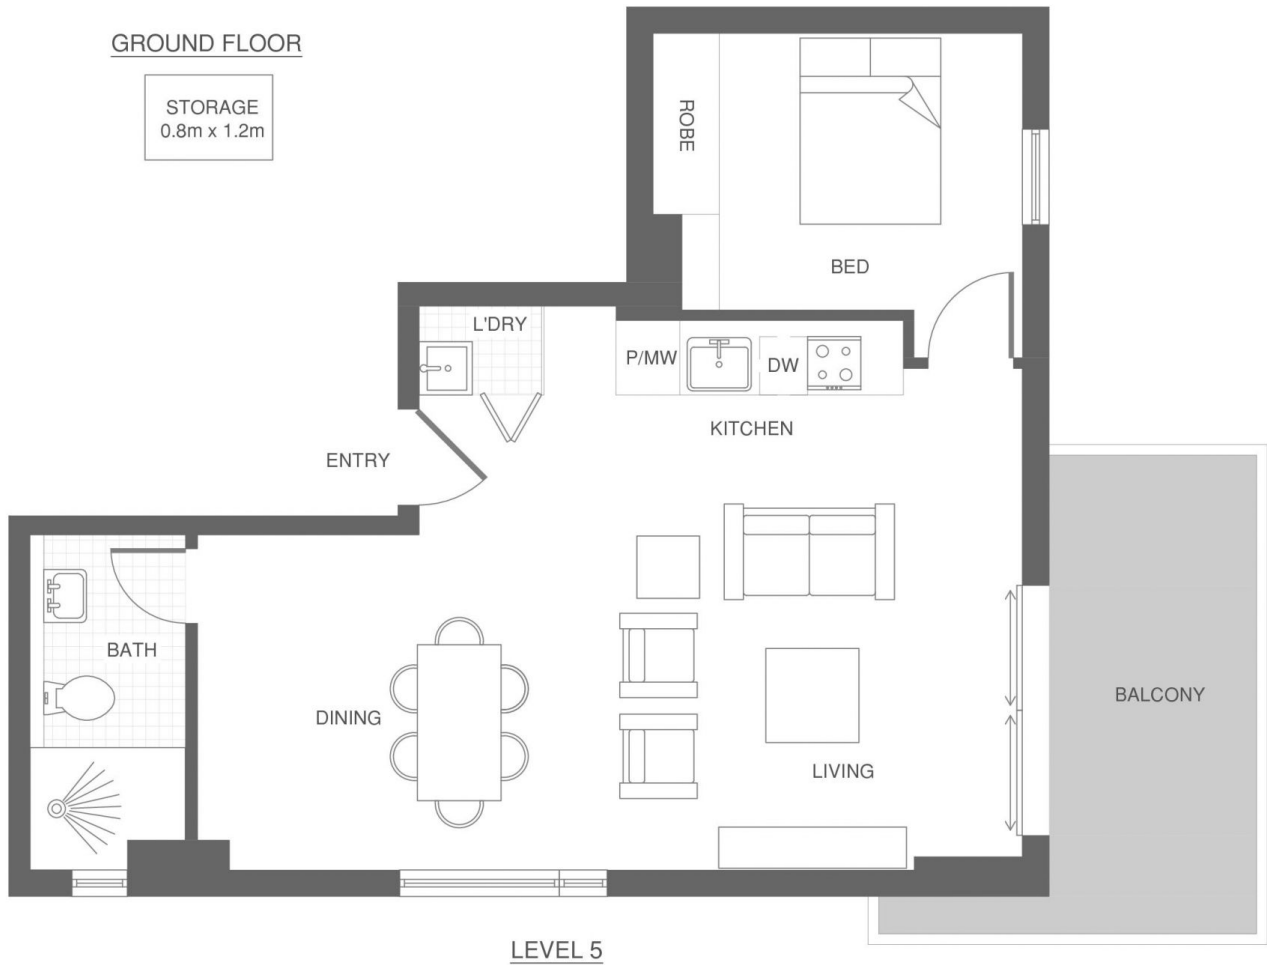 GROUND FLOOR
STORAGE
0.8m x 1.2m
ROBE
BED
L'DRY
P/MW
DW
KITCHEN
ENTRY
BATH
DINING
LIVING
BALCONY
LEVEL 5